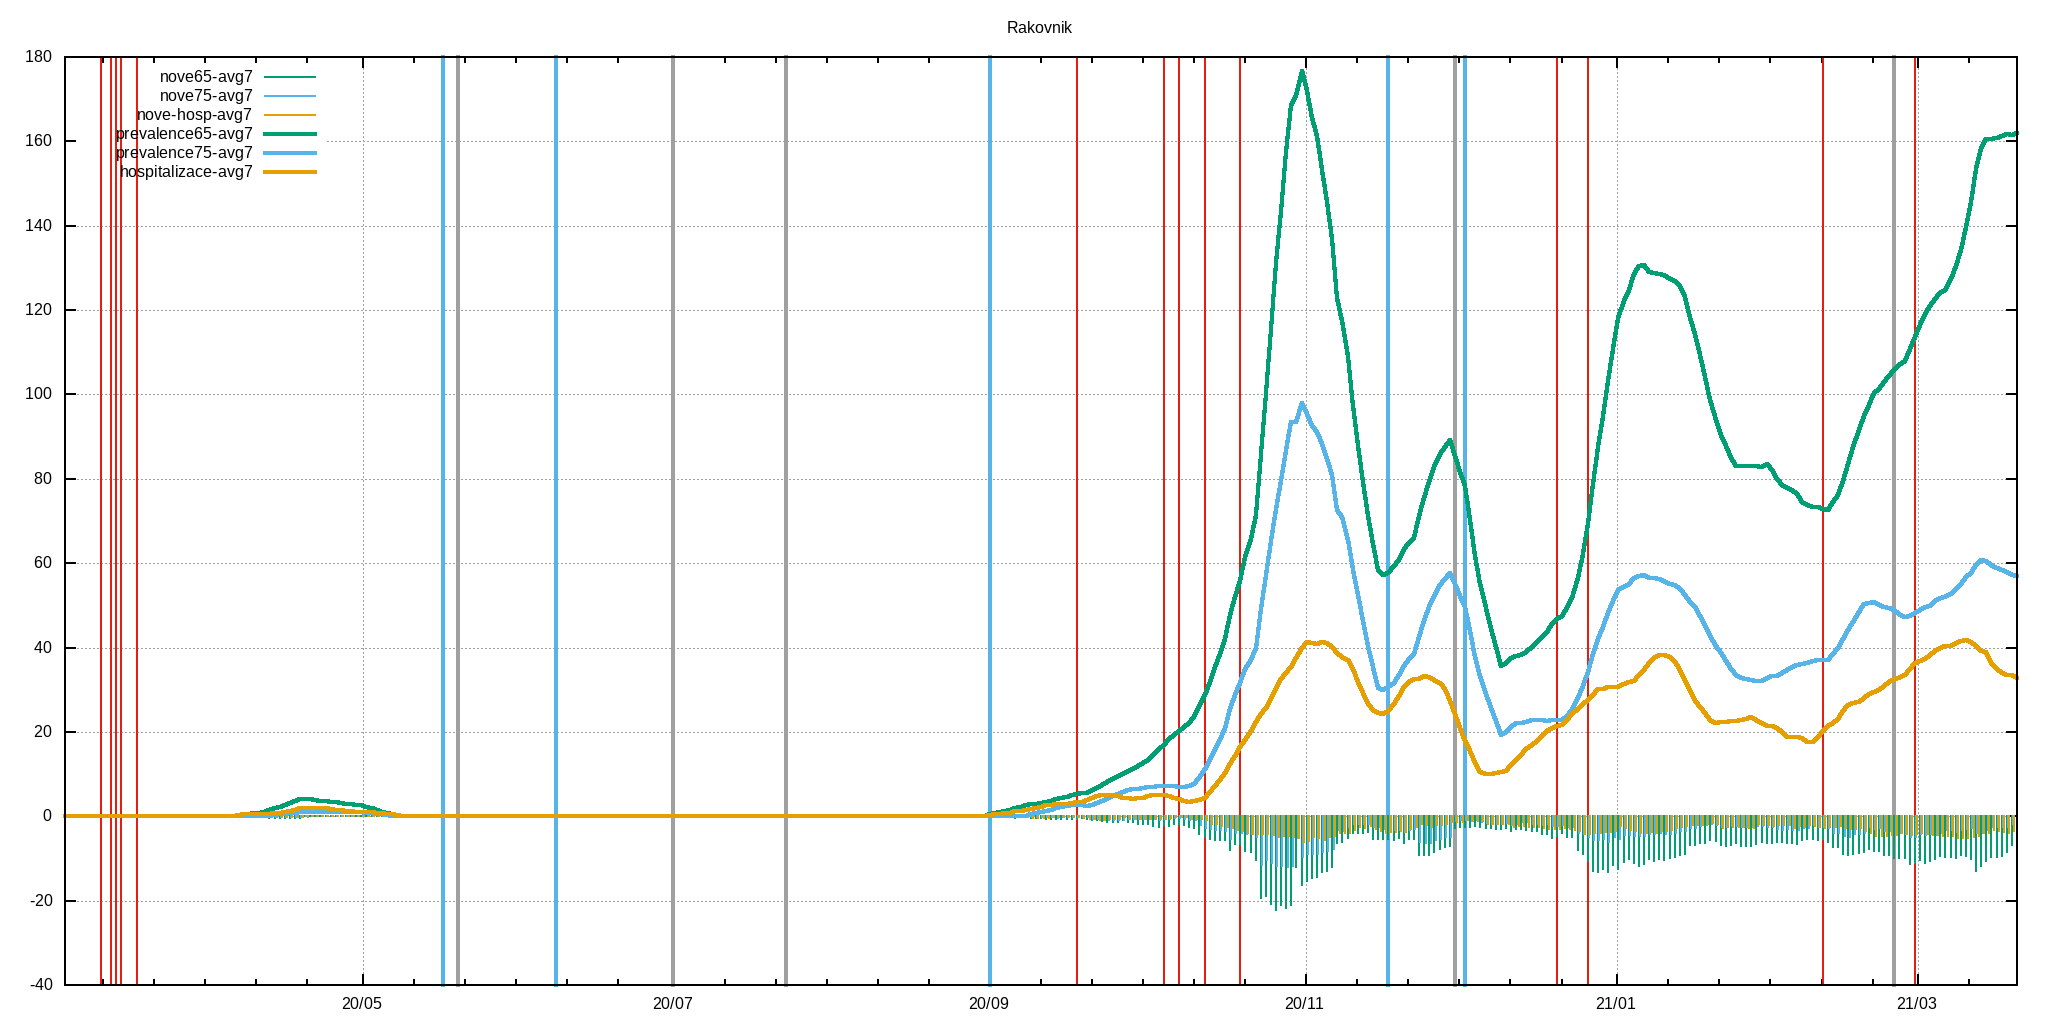 Rakovnik
180
160
140
120
100
80
60
40
20
0
-20
-40
nove65-avg7
nove75-avg7
nove-hosp-avg7
prevalence65-avg7
prevalence75-avg7
hospitalizace-avg7
20/05 20/07 20/09 20/11 21/01 21/03